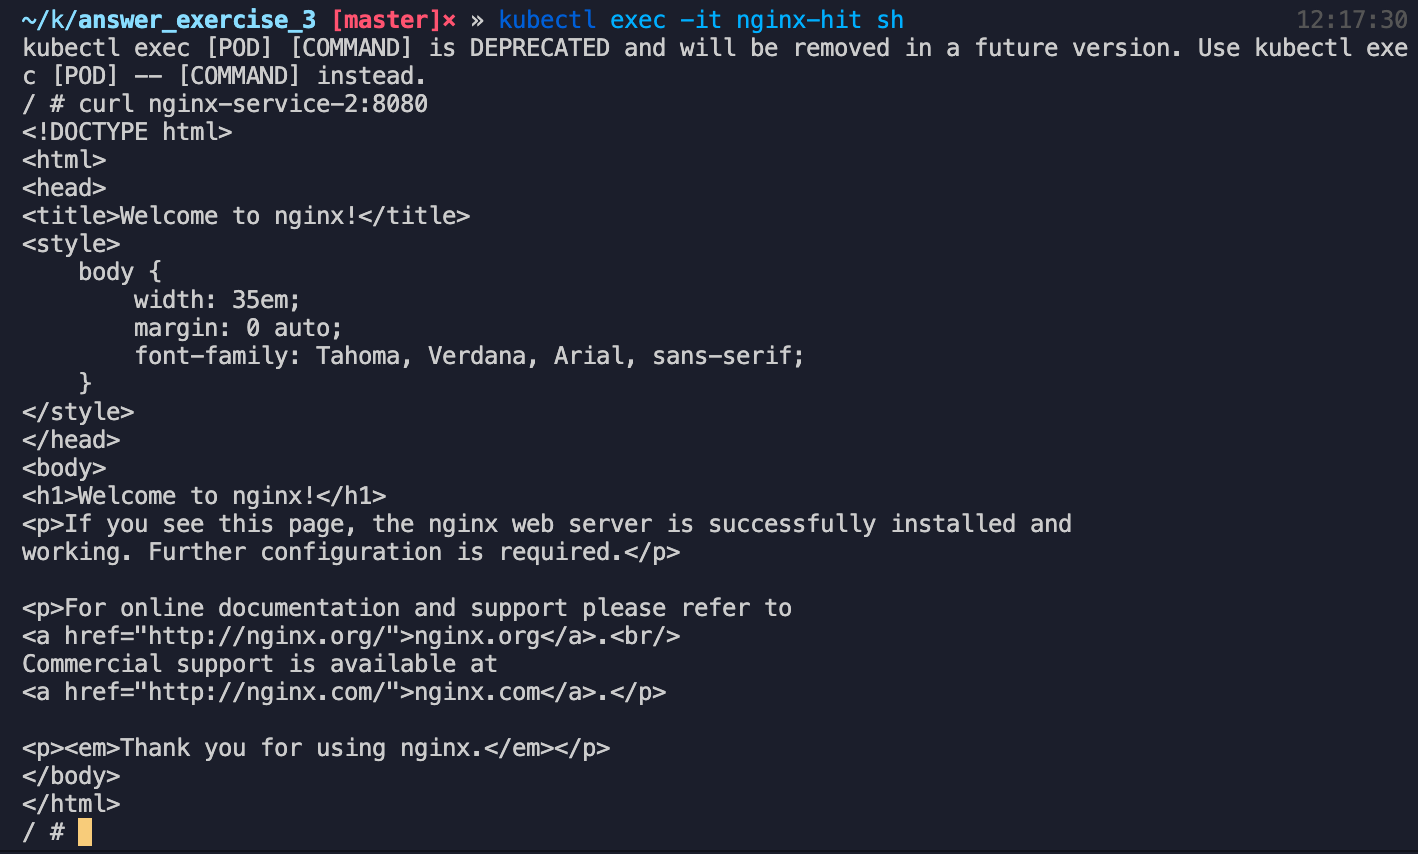 ~/k/answer_exercise_3 [master]× » kubectl exec -it nginx-hit sh 12:17:30
kubectl exec [POD] [COMMAND] is DEPRECATED and will be removed in a future version. Use kubectl exe
c [POD] -- [COMMAND] instead.
/ # curl nginx-service-2:8080
<!DOCTYPE html>
<html>
<head>
<title>Welcome to nginx!</title>
<style>
    body {
        width: 35em;
        margin: 0 auto;
        font-family: Tahoma, Verdana, Arial, sans-serif;
    }
</style>
</head>
<body>
<h1>Welcome to nginx!</h1>
<p>If you see this page, the nginx web server is successfully installed and
working. Further configuration is required.</p>

<p>For online documentation and support please refer to
<a href="http://nginx.org/">nginx.org</a>.<br/>
Commercial support is available at
<a href="http://nginx.com/">nginx.com</a>.</p>

<p><em>Thank you for using nginx.</em></p>
</body>
</html>
/ #